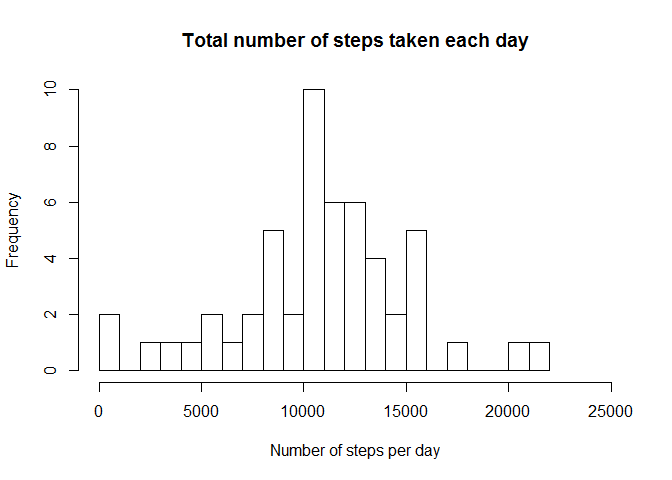 Total number of steps taken each day
Frequency
10
8
6
4
2
0
0 5000 10000 15000 20000 25000
Number of steps per day